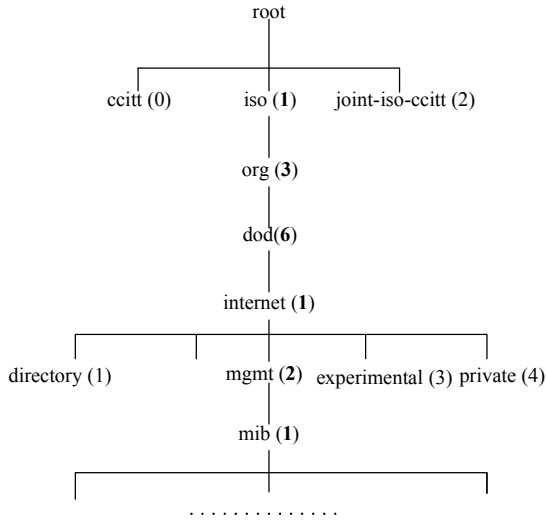 root
ccitt (0) iso (1) joint-iso-ccitt (2)
org (3)
dod(6)
internet (1)
directory (1) mgmt (2) experimental (3) private (4)
mib (1)
. . . . . . . . . . . . . .